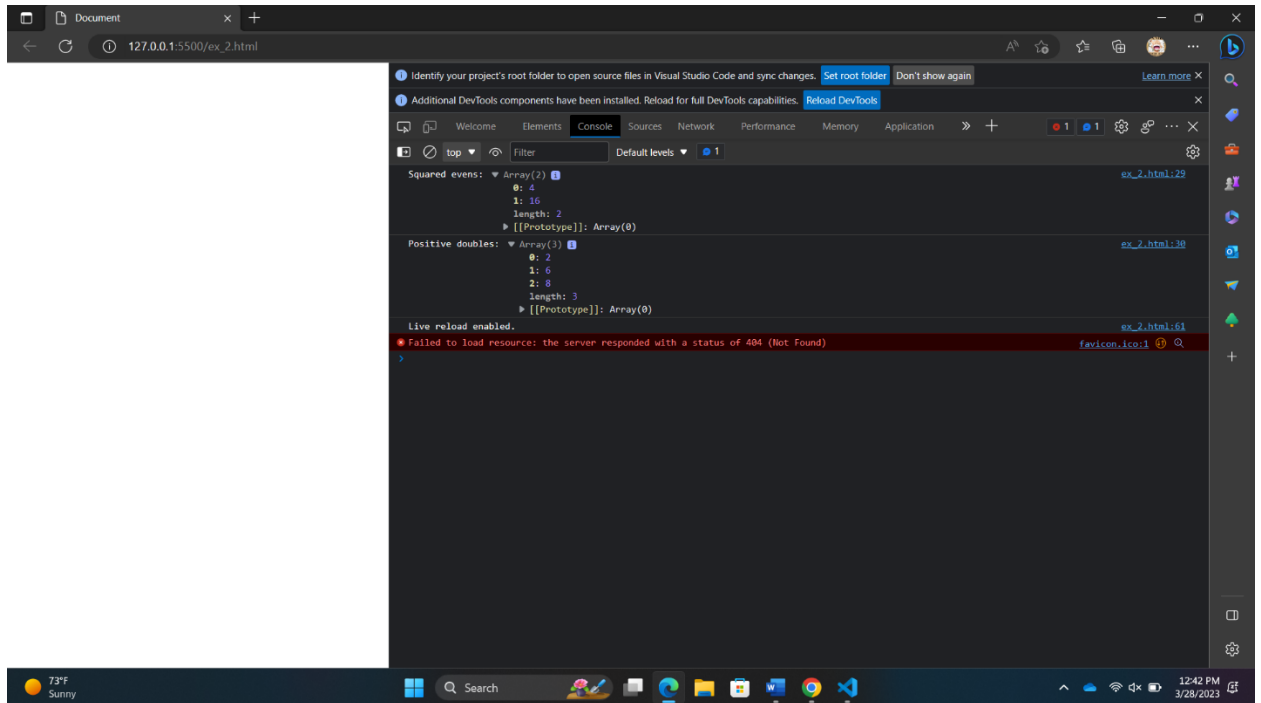 Document
127.0.0.1:5500/ex_2.html
Identify your project's root folder to open source files in Visual Studio Code and sync changes. Set root folder Don't show again Learn more
Additional DevTools components have been installed. Reload for full DevTools capabilities. Reload DevTools
Welcome Elements Console Sources Network Performance Memory Application 1 1
top Filter Default levels 1
Squared evens: Array(2) ex_2.html:29
0: 4
1: 16
length: 2
[[Prototype]]: Array(0)
Positive doubles: Array(3) ex_2.html:30
0: 2
1: 6
2: 8
length: 3
[[Prototype]]: Array(0)
Live reload enabled. ex_2.html:61
Failed to load resource: the server responded with a status of 404 (Not Found) favicon.ico:1
73°F
Sunny
Search
12:42 PM
3/28/2023